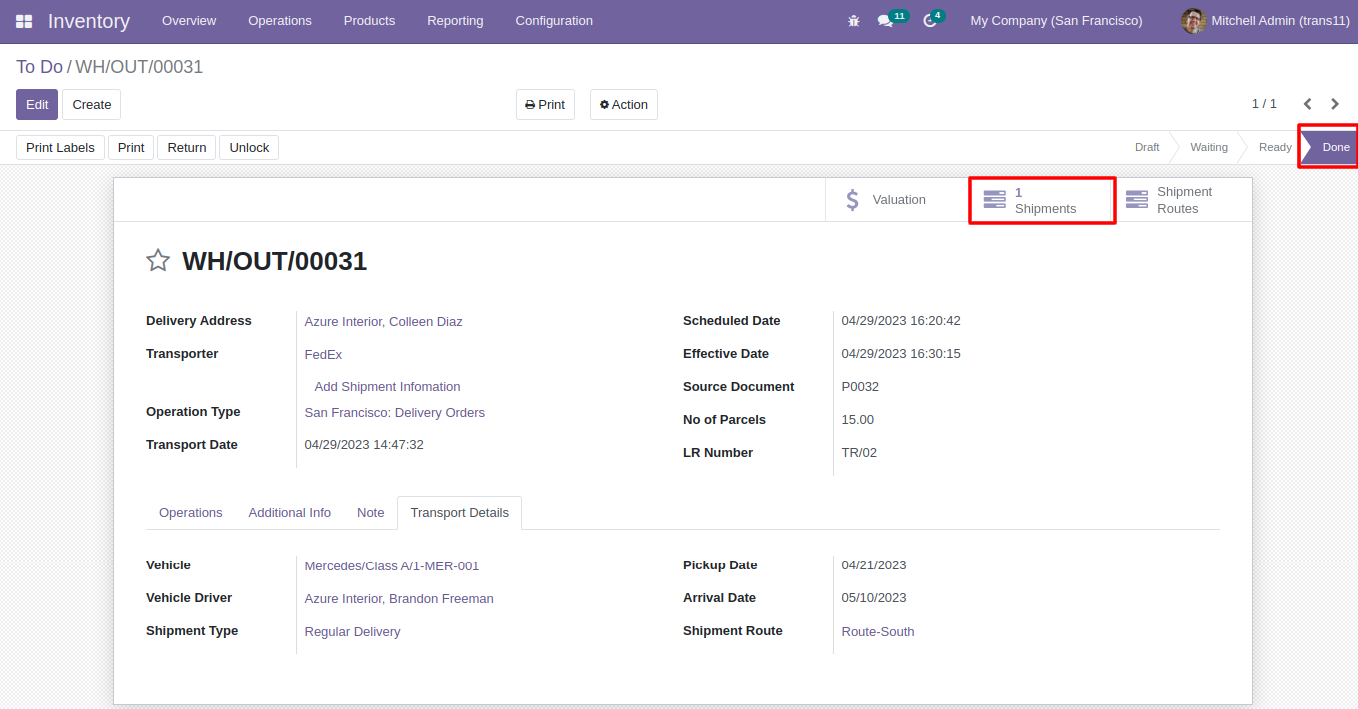 Inventory Overview Operations Products Reporting Configuration 11 4 My Company (San Francisco) Mitchell Admin (trans11)
To Do / WH/OUT/00031
Edit Create Print Action 1 / 1
Print Labels Print Return Unlock Draft Waiting Ready Done
Valuation
1
Shipments
Shipment
Routes
WH/OUT/00031
Delivery Address Azure Interior, Colleen Diaz
Transporter FedEx
Add Shipment Infomation
Operation Type San Francisco: Delivery Orders
Transport Date 04/29/2023 14:47:32
Scheduled Date 04/29/2023 16:20:42
Effective Date 04/29/2023 16:30:15
Source Document P0032
No of Parcels 15.00
LR Number TR/02
Operations Additional Info Note Transport Details
Vehicle Mercedes/Class A/1-MER-001
Vehicle Driver Azure Interior, Brandon Freeman
Shipment Type Regular Delivery
Pickup Date 04/21/2023
Arrival Date 05/10/2023
Shipment Route Route-South